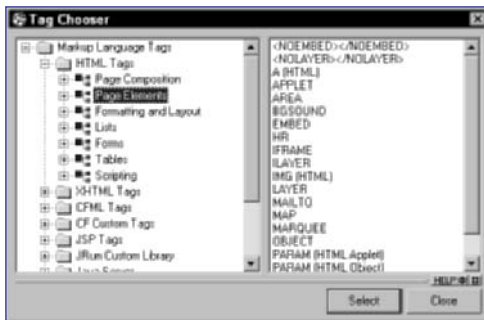 Tag Chooser
Markup Language Tags
HTML Tags
Page Composition
Page Elements
Formatting and Layout
Lists
Forms
Tables
Scripting
XHTML Tags
CFML Tags
CF Custom Tags
JSP Tags
JRun Custom Library
Java Server
<NOEMBED></NOEMBED>
<NOLAYER></NOLAYER>
A (HTML)
APPLET
AREA
BGSOUND
EMBED
HR
IFRAME
ILAYER
IMG (HTML)
LAYER
MAILTO
MAP
MARQUEE
OBJECT
PARAM (HTML Applet)
PARAM (HTML Object)
HELP
Select
Close